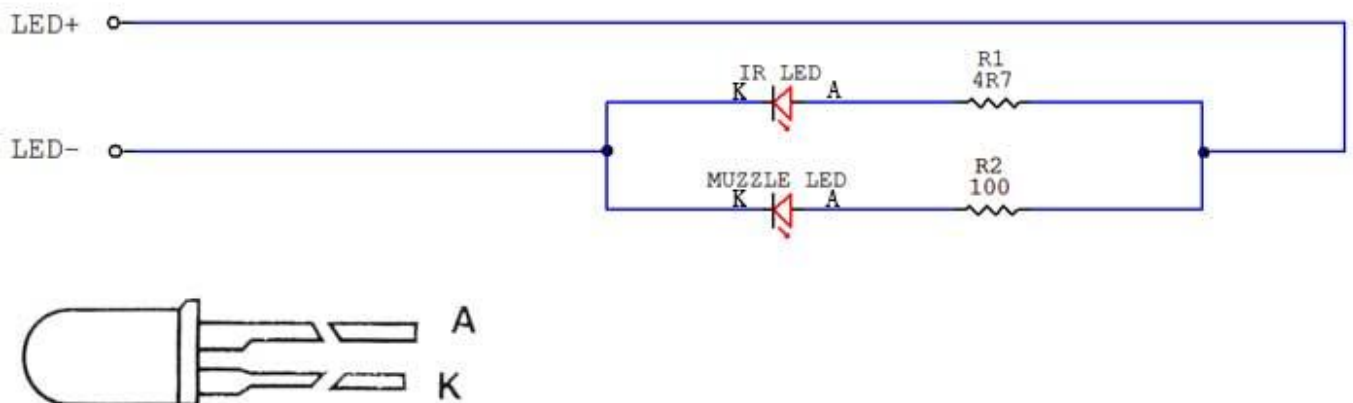 LED+
IR LED
K A
R1
4R7
LED-
MUZZLE LED
K A
R2
100
A
K